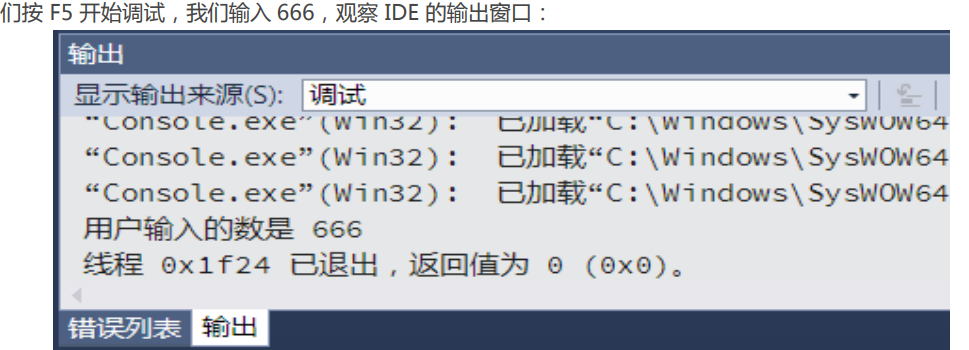 们按 F5 开始调试，我们输入 666，观察 IDE 的输出窗口：
输出
显示输出来源(S): 调试
“Console.exe”(Win32): 已加载“C:\Windows\SysWOW64
“Console.exe”(Win32): 已加载“C:\Windows\SysWOW64
“Console.exe”(Win32): 已加载“C:\Windows\SysWOW64
用户输入的数是 666
线程 0x1f24 已退出，返回值为 0 (0x0)。
错误列表 输出